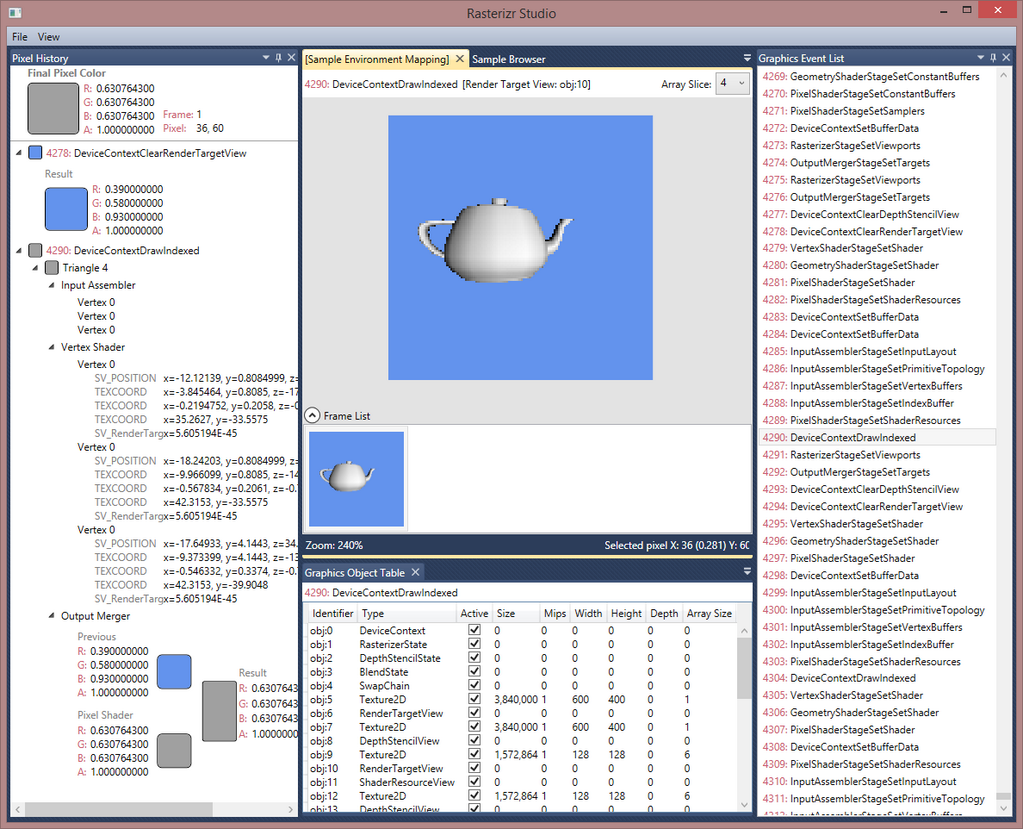 Rasterizr Studio
File View
Pixel History
Final Pixel Color
R: 0.630764300
G: 0.630764300
B: 0.630764300
A: 1.000000000
Frame: 1
Pixel: 36, 60
4278: DeviceContextClearRenderTargetView
Result
R: 0.390000000
G: 0.580000000
B: 0.930000000
A: 1.000000000
4290: DeviceContextDrawIndexed
Triangle 4
Input Assembler
Vertex 0
Vertex 0
Vertex 0
Vertex Shader
Vertex 0
SV_POSITION x=-12.12139, y=0.8084999, z=
TEXCOORD x=-3.845464, y=0.8085, z=-17
TEXCOORD x=-0.2194752, y=0.2058, z=-0
TEXCOORD x=35.2627, y=-33.5575
SV_RenderTarg x=5.605194E-45
Vertex 0
SV_POSITION x=-18.24203, y=0.8084999, z=
TEXCOORD x=-9.966099, y=0.8085, z=-14
TEXCOORD x=-0.567834, y=0.2061, z=-0.
TEXCOORD x=42.3153, y=-33.5575
SV_RenderTarg x=5.605194E-45
Vertex 0
SV_POSITION x=-17.64933, y=4.1443, z=34.
TEXCOORD x=-9.373399, y=4.1443, z=-13
TEXCOORD x=-0.546332, y=0.3374, z=-0.
TEXCOORD x=42.3153, y=-39.9048
SV_RenderTarg x=5.605194E-45
Output Merger
Previous
R: 0.390000000
G: 0.580000000
B: 0.930000000
A: 1.000000000
Pixel Shader
R: 0.630764300
G: 0.630764300
B: 0.630764300
A: 1.000000000
Result
R: 0.6307643
G: 0.6307643
B: 0.6307643
A: 1.0000000
[Sample Environment Mapping] Sample Browser
4290: DeviceContextDrawIndexed [Render Target View: obj:10] Array Slice: 4
Frame List
Zoom: 240% Selected pixel X: 36 (0.281) Y: 60
Graphics Object Table
4290: DeviceContextDrawIndexed
Identifier Type Active Size Mips Width Height Depth Array Size
obj:0 DeviceContext 0 0 0 0 0 0
obj:1 RasterizerState 0 0 0 0 0 0
obj:2 DepthStencilState 0 0 0 0 0 0
obj:3 BlendState 0 0 0 0 0 0
obj:4 SwapChain 0 0 0 0 0 0
obj:5 Texture2D 3,840,000 1 600 400 0 1
obj:6 RenderTargetView 0 0 0 0 0 0
obj:7 Texture2D 3,840,000 1 600 400 0 1
obj:8 DepthStencilView 0 0 0 0 0 0
obj:9 Texture2D 1,572,864 1 128 128 0 6
obj:10 RenderTargetView 0 0 0 0 0 0
obj:11 ShaderResourceView 0 0 0 0 0 0
obj:12 Texture2D 1,572,864 1 128 128 0 6
obj:13 DepthStencilView 0 0 0 0 0 0
Graphics Event List
4269: GeometryShaderStageSetConstantBuffers
4270: PixelShaderStageSetConstantBuffers
4271: PixelShaderStageSetSamplers
4272: DeviceContextSetBufferData
4273: RasterizerStageSetViewports
4274: OutputMergerStageSetTargets
4275: RasterizerStageSetViewports
4276: OutputMergerStageSetTargets
4277: DeviceContextClearDepthStencilView
4278: DeviceContextClearRenderTargetView
4279: VertexShaderStageSetShader
4280: GeometryShaderStageSetShader
4281: PixelShaderStageSetShader
4282: PixelShaderStageSetShaderResources
4283: DeviceContextSetBufferData
4284: DeviceContextSetBufferData
4285: InputAssemblerStageSetInputLayout
4286: InputAssemblerStageSetPrimitiveTopology
4287: InputAssemblerStageSetVertexBuffers
4288: InputAssemblerStageSetIndexBuffer
4289: PixelShaderStageSetShaderResources
4290: DeviceContextDrawIndexed
4291: RasterizerStageSetViewports
4292: OutputMergerStageSetTargets
4293: DeviceContextClearDepthStencilView
4294: DeviceContextClearRenderTargetView
4295: VertexShaderStageSetShader
4296: GeometryShaderStageSetShader
4297: PixelShaderStageSetShader
4298: DeviceContextSetBufferData
4299: InputAssemblerStageSetInputLayout
4300: InputAssemblerStageSetPrimitiveTopology
4301: InputAssemblerStageSetVertexBuffers
4302: InputAssemblerStageSetIndexBuffer
4303: PixelShaderStageSetShaderResources
4304: DeviceContextDrawIndexed
4305: VertexShaderStageSetShader
4306: GeometryShaderStageSetShader
4307: PixelShaderStageSetShader
4308: DeviceContextSetBufferData
4309: PixelShaderStageSetShaderResources
4310: InputAssemblerStageSetInputLayout
4311: InputAssemblerStageSetPrimitiveTopology
4312: InputAssemblerStageSetVertexBuffers